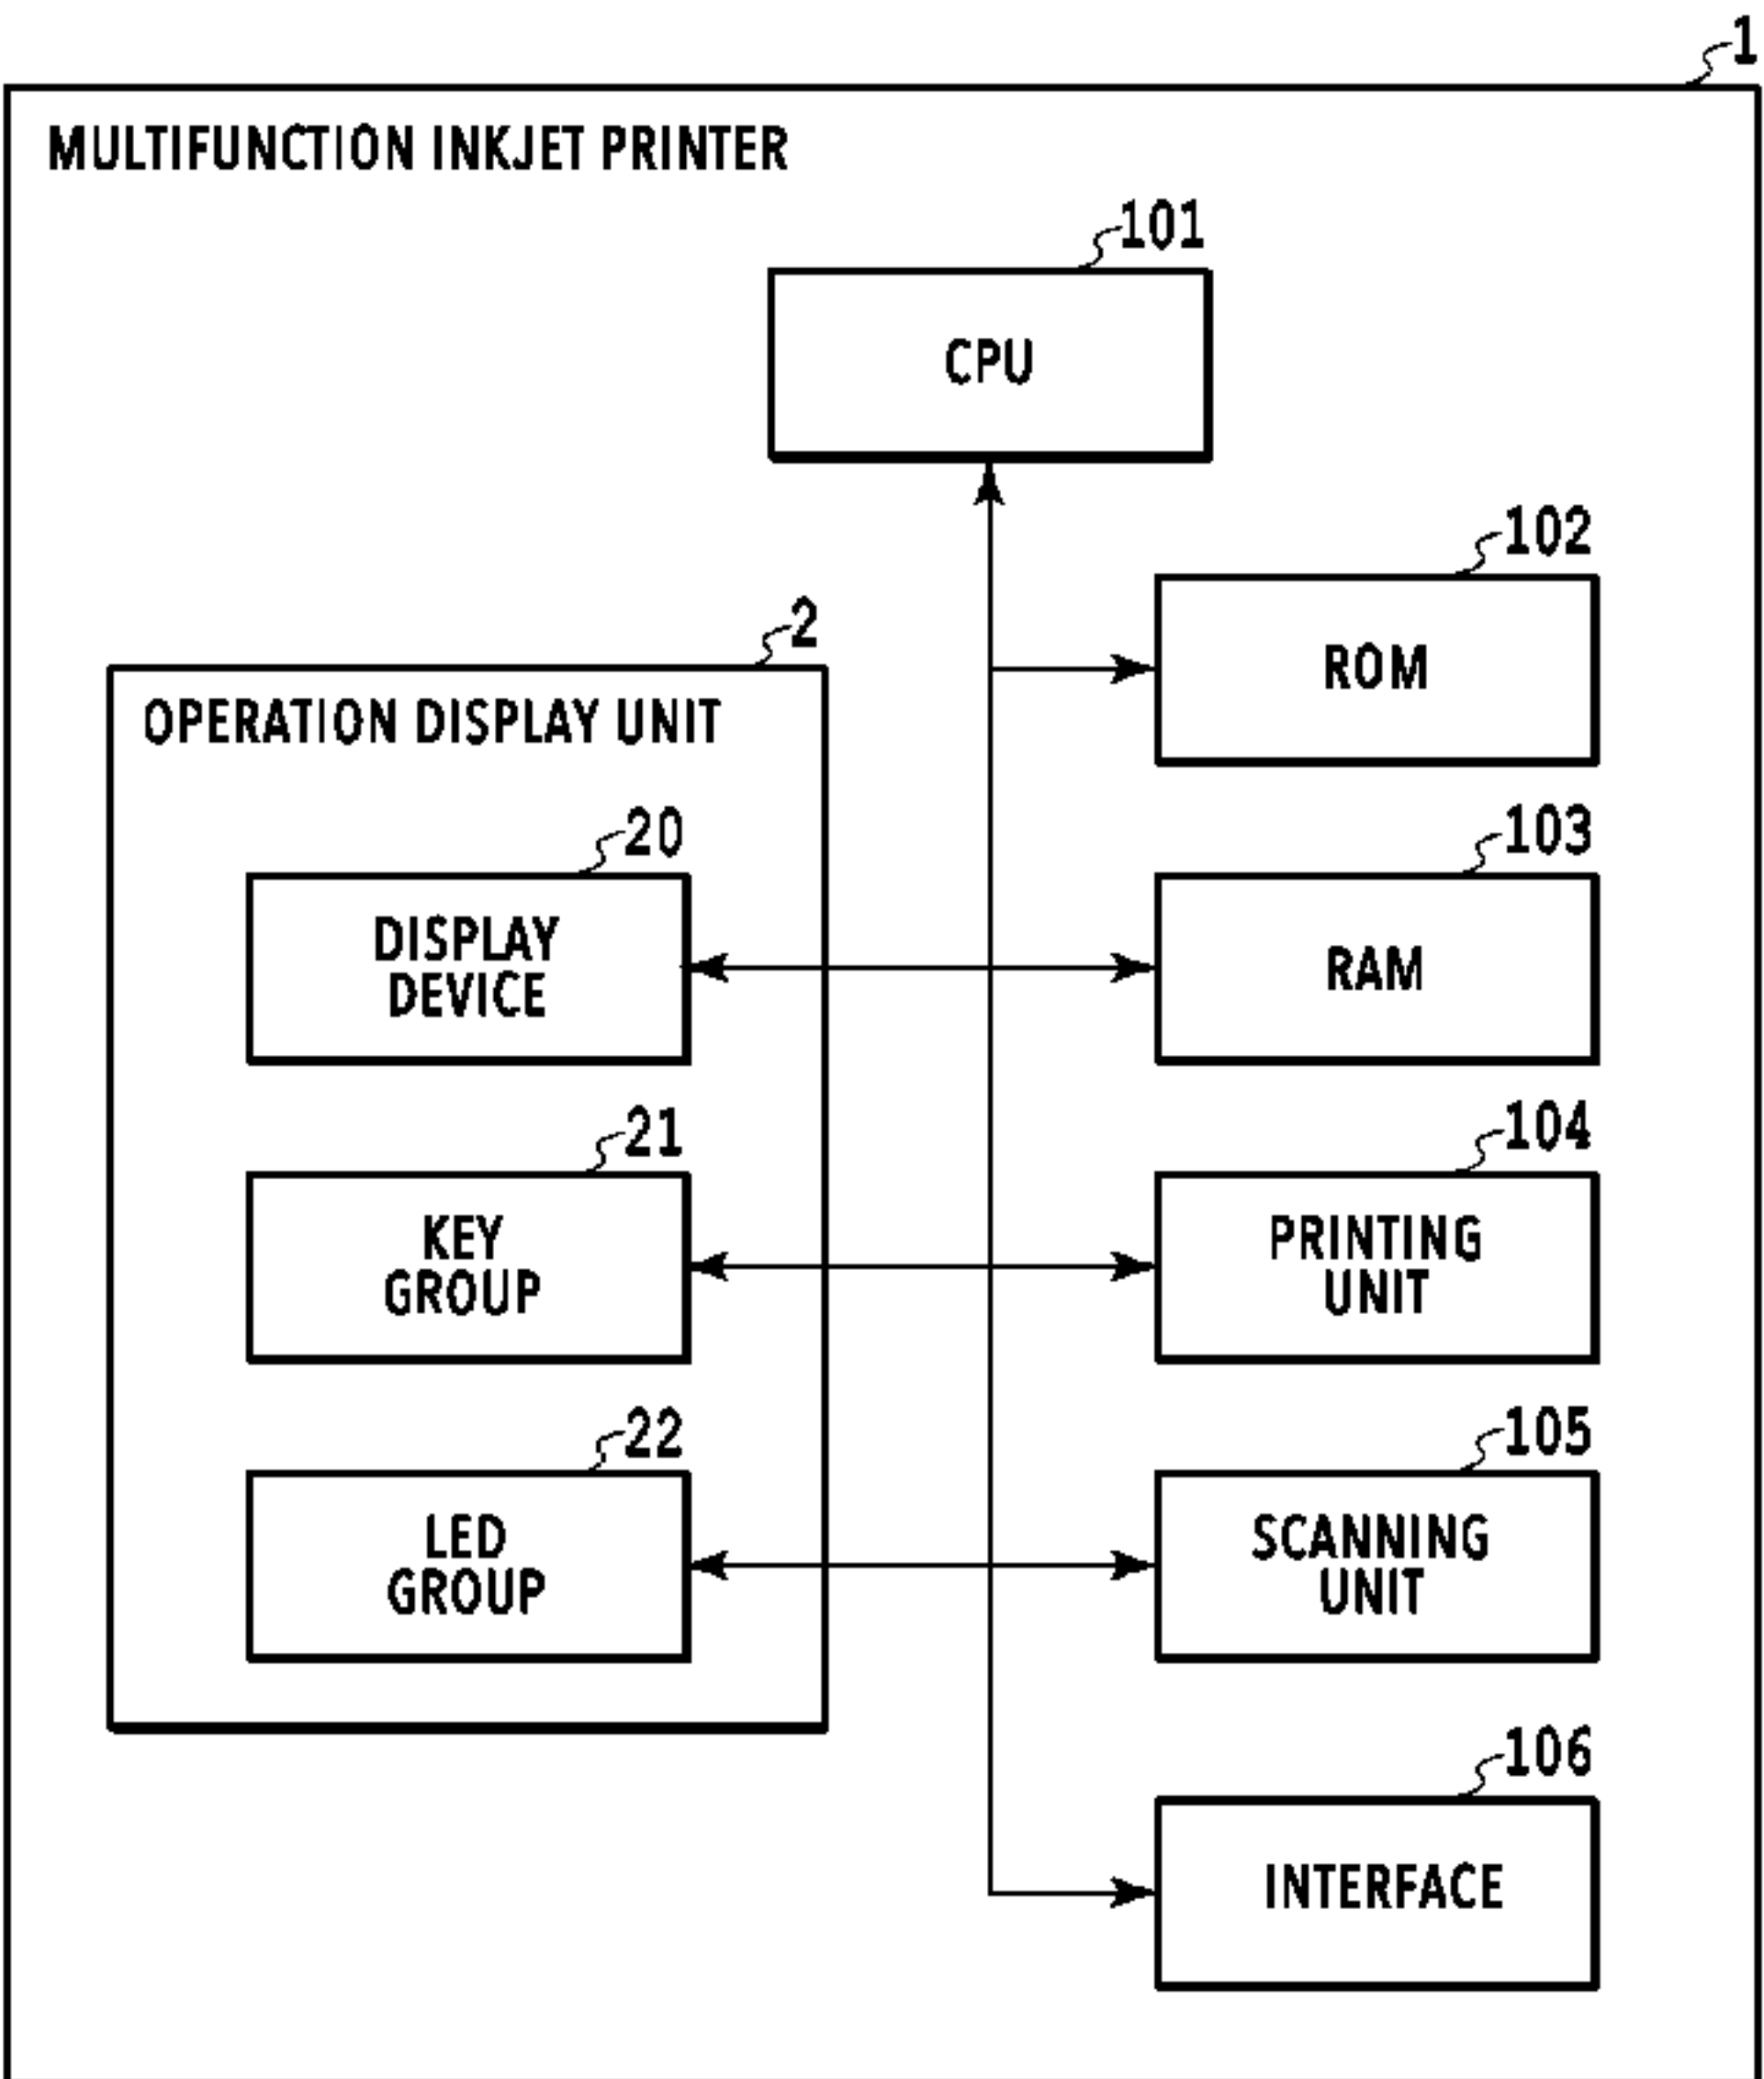 1
MULTIFUNCTION INKJET PRINTER
101
CPU
102
ROM
2
OPERATION DISPLAY UNIT
20
DISPLAY
DEVICE
103
RAM
21
KEY
GROUP
104
PRINTING
UNIT
22
LED
GROUP
105
SCANNING
UNIT
106
INTERFACE